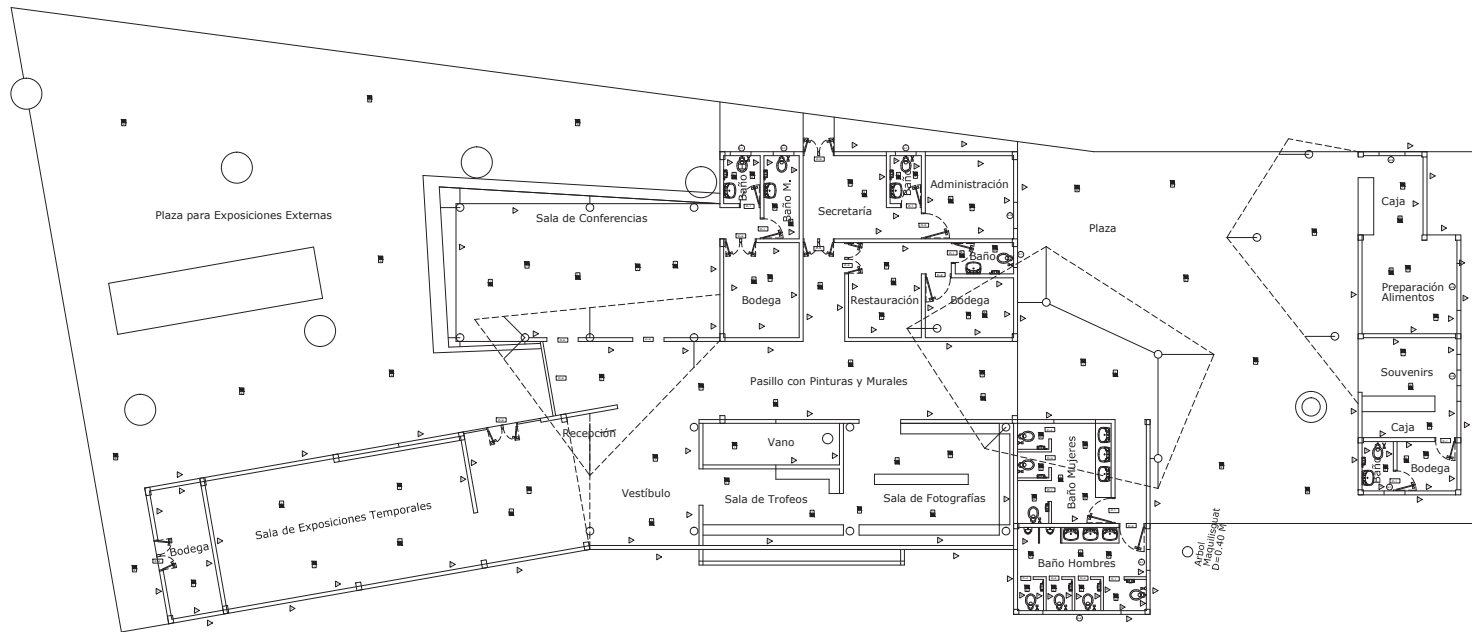 Plaza para Exposiciones Externas
Sala de Conferencias
Baño
Baño M.
Secretaría
Baño
Administración
Plaza
Caja
Bodega
Restauración
Baño
Bodega
Preparación
Alimentos
Pasillo con Pinturas y Murales
Souvenirs
Caja
Recepción
Vano
Baño Mujeres
Baño
Bodega
Vestíbulo
Sala de Trofeos
Sala de Fotografías
Sala de Exposiciones Temporales
Bodega
Baño Hombres
Arbol
Maquilisguat
D=0.40 M